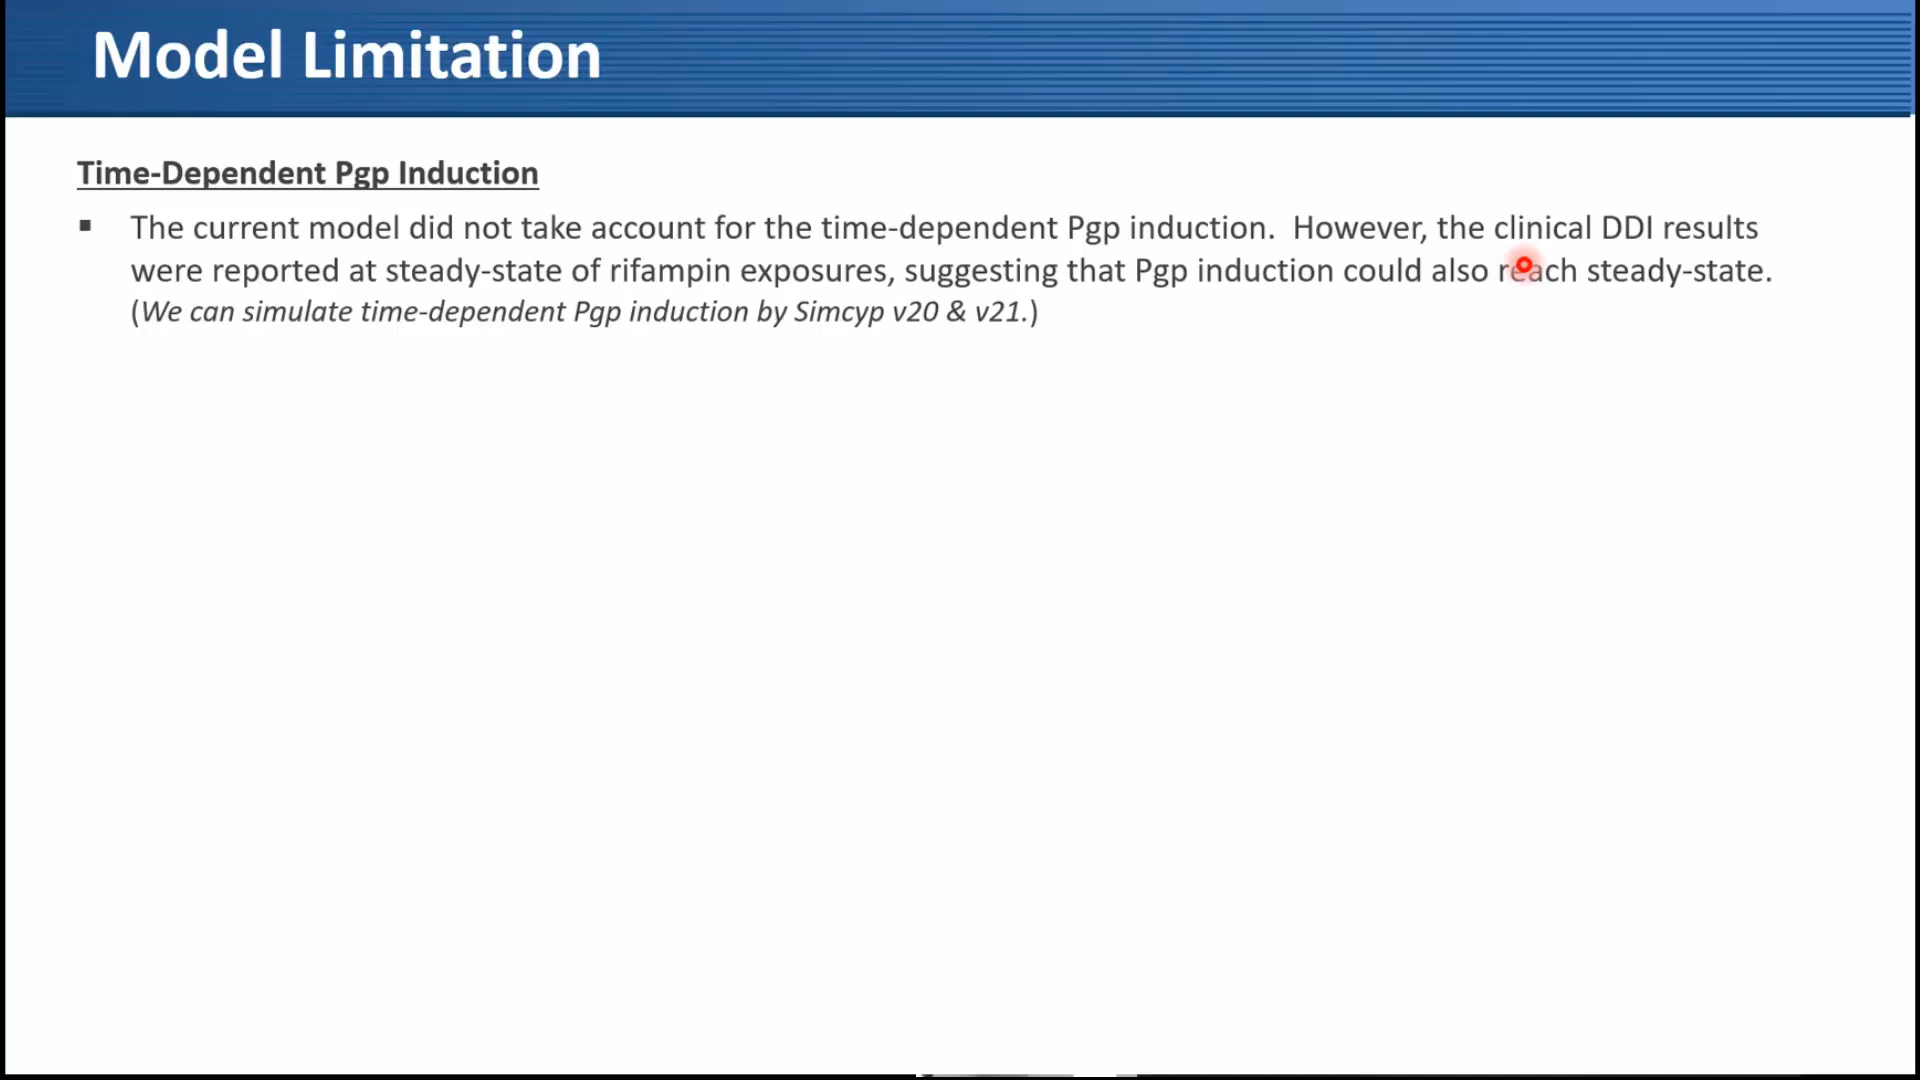 Model Limitation
Time-Dependent Pgp Induction
▪ The current model did not take account for the time-dependent Pgp induction.  However, the clinical DDI results
were reported at steady-state of rifampin exposures, suggesting that Pgp induction could also reach steady-state.
(We can simulate time-dependent Pgp induction by Simcyp v20 & v21.)